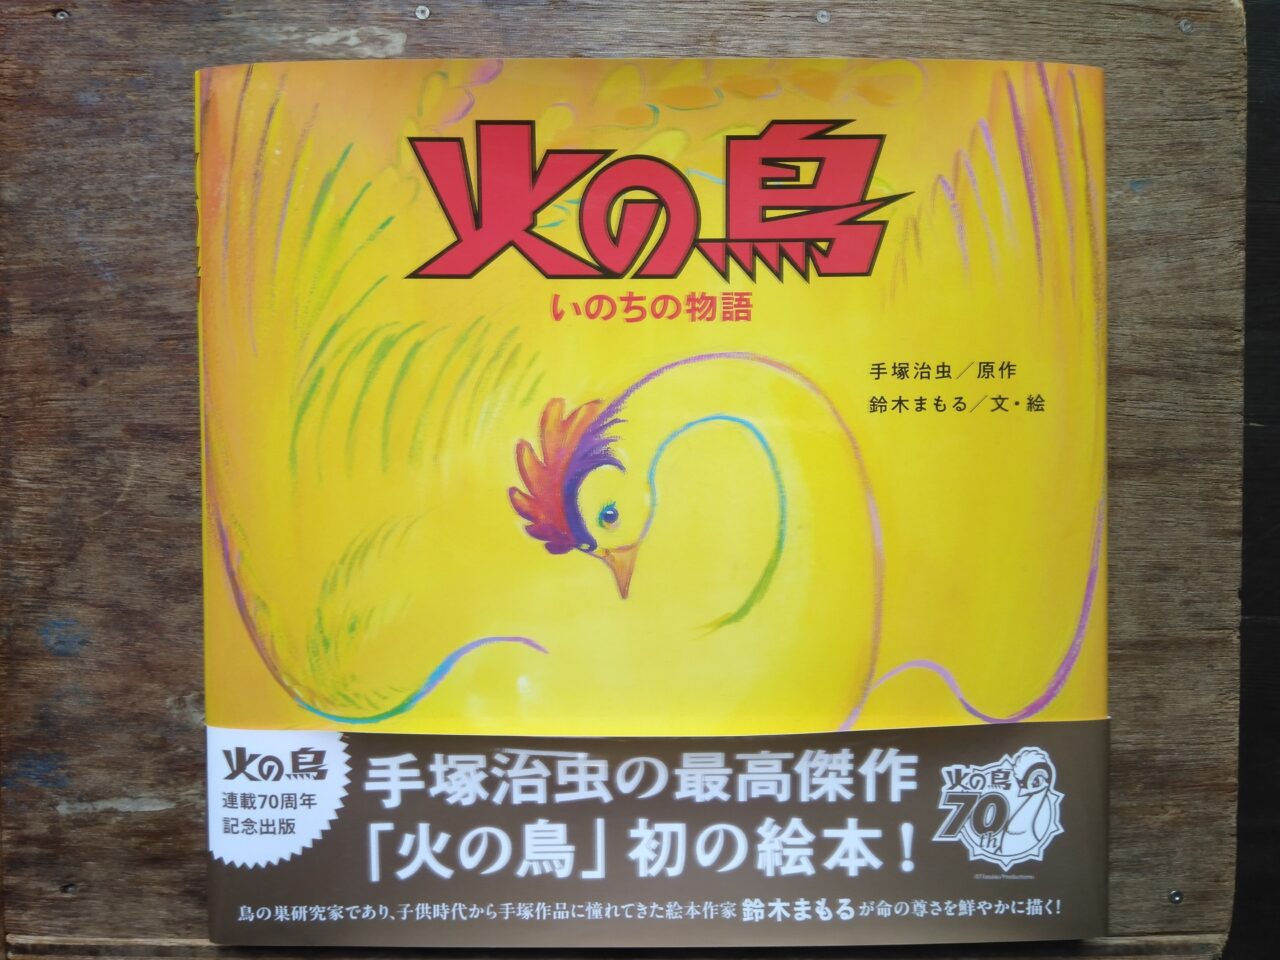 火の鳥
いのちの物語
手塚治虫／原作
鈴木まもる／文・絵
火の鳥
連載70周年
記念出版
手塚治虫の最高傑作
「火の鳥」初の絵本！
火の鳥
70th
©Tezuka Productions
鳥の巣研究家であり、子供時代から手塚作品に憧れてきた絵本作家 鈴木まもるが命の尊さを鮮やかに描く！